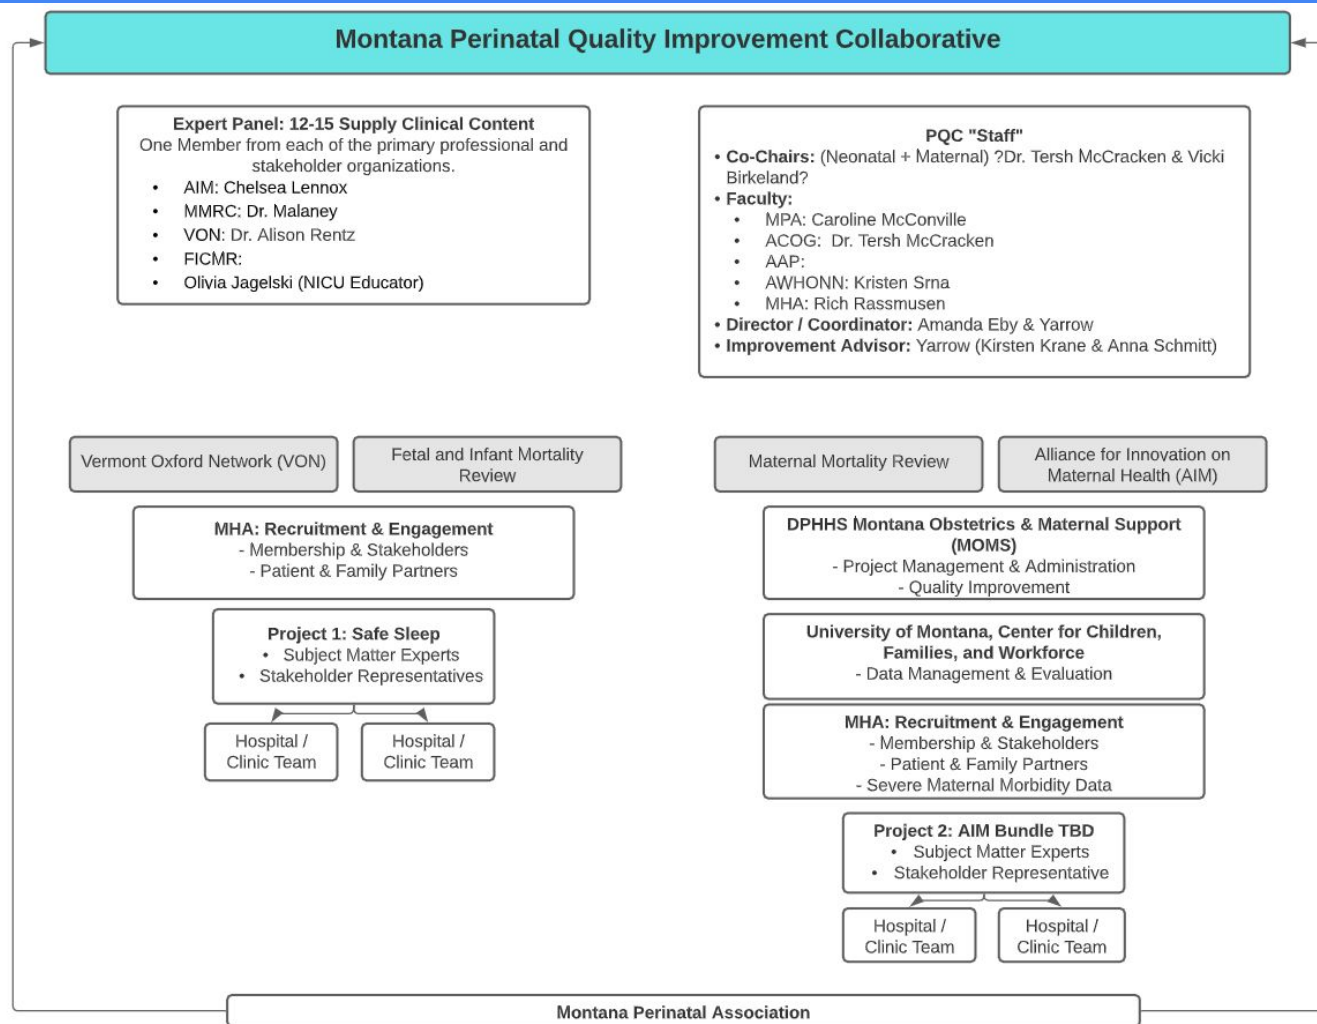 Montana Perinatal Quality Improvement Collaborative
Expert Panel: 12-15 Supply Clinical Content
One Member from each of the primary professional and
stakeholder organizations.
• AIM: Chelsea Lennox
• MMRC: Dr. Malaney
• VON: Dr. Alison Rentz
• FICMR:
• Olivia Jagelski (NICU Educator)
PQC "Staff"
• Co-Chairs: (Neonatal + Maternal) ?Dr. Tersh McCracken & Vicki
Birkeland?
• Faculty:
• MPA: Caroline McConville
• ACOG: Dr. Tersh McCracken
• AAP:
• AWHONN: Kristen Srna
• MHA: Rich Rassmusen
• Director / Coordinator: Amanda Eby & Yarrow
• Improvement Advisor: Yarrow (Kirsten Krane & Anna Schmitt)
Vermont Oxford Network (VON)
Fetal and Infant Mortality
Review
MHA: Recruitment & Engagement
- Membership & Stakeholders
- Patient & Family Partners
Project 1: Safe Sleep
• Subject Matter Experts
• Stakeholder Representatives
Hospital /
Clinic Team
Hospital /
Clinic Team
Maternal Mortality Review
Alliance for Innovation on
Maternal Health (AIM)
DPHHS Montana Obstetrics & Maternal Support
(MOMS)
- Project Management & Administration
- Quality Improvement
University of Montana, Center for Children,
Families, and Workforce
- Data Management & Evaluation
MHA: Recruitment & Engagement
- Membership & Stakeholders
- Patient & Family Partners
- Severe Maternal Morbidity Data
Project 2: AIM Bundle TBD
• Subject Matter Experts
• Stakeholder Representative
Hospital /
Clinic Team
Hospital /
Clinic Team
Montana Perinatal Association